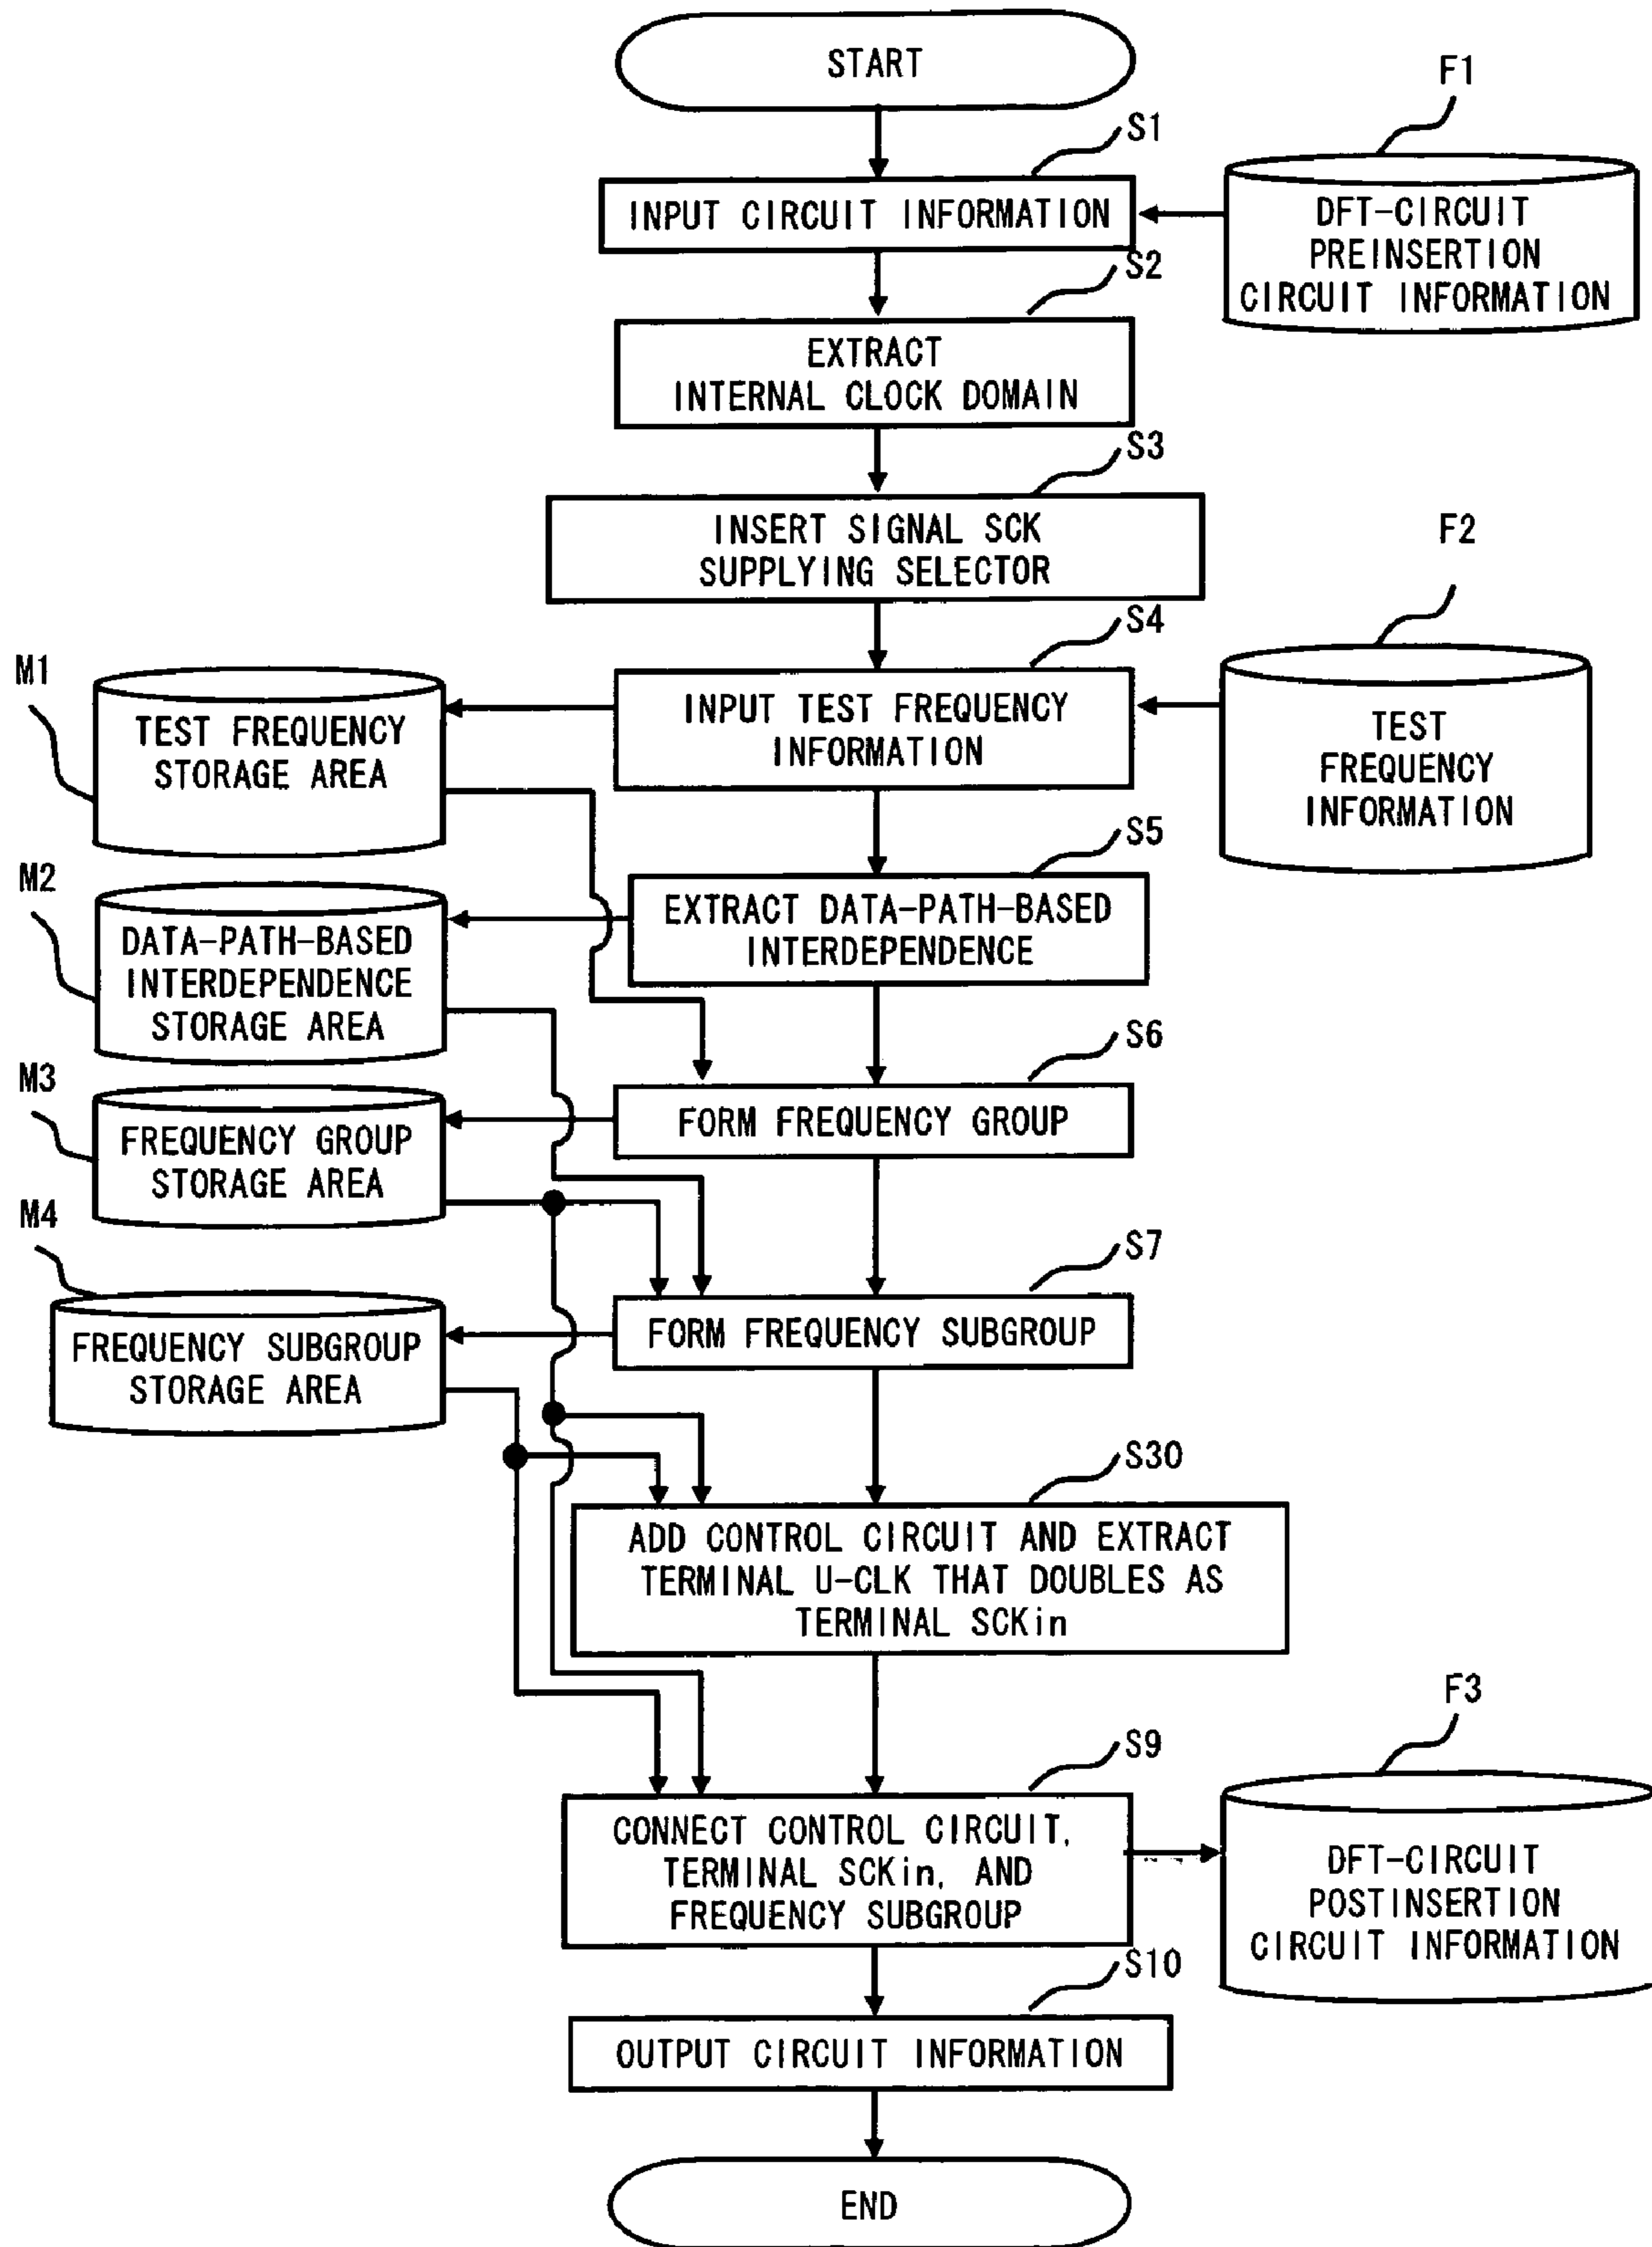 START
F1
S1
INPUT CIRCUIT INFORMATION
DFT-CIRCUIT
PREINSERTION
CIRCUIT INFORMATION
S2
EXTRACT
INTERNAL CLOCK DOMAIN
S3
INSERT SIGNAL SCK
SUPPLYING SELECTOR
F2
S4
M1
TEST FREQUENCY
STORAGE AREA
INPUT TEST FREQUENCY
INFORMATION
TEST
FREQUENCY
INFORMATION
S5
M2
EXTRACT DATA-PATH-BASED
INTERDEPENDENCE
DATA-PATH-BASED
INTERDEPENDENCE
STORAGE AREA
S6
M3
FORM FREQUENCY GROUP
FREQUENCY GROUP
STORAGE AREA
M4
S7
FORM FREQUENCY SUBGROUP
FREQUENCY SUBGROUP
STORAGE AREA
S30
ADD CONTROL CIRCUIT AND EXTRACT
TERMINAL U-CLK THAT DOUBLES AS
TERMINAL SCKin
F3
S9
CONNECT CONTROL CIRCUIT,
TERMINAL SCKin, AND
FREQUENCY SUBGROUP
DFT-CIRCUIT
POSTINSERTION
CIRCUIT INFORMATION
S10
OUTPUT CIRCUIT INFORMATION
END